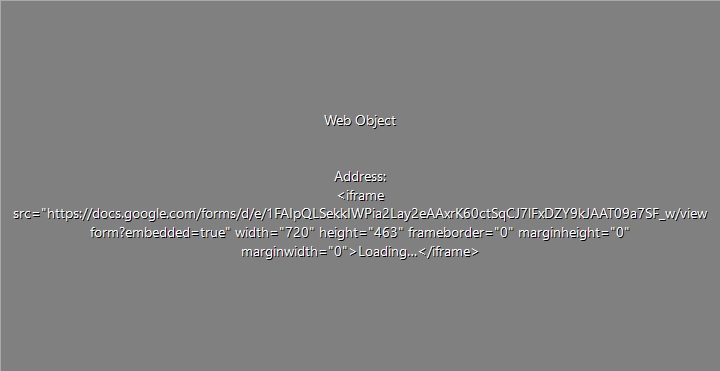 Web Object
Address:
<iframe
src="https://docs.google.com/forms/d/e/1FAIpQLSekkIWPia2Lay2eAAxrK60ctSqCJ7lFxDZY9kJAAT09a7SF_w/view
form?embedded=true" width="720" height="463" frameborder="0" marginheight="0"
marginwidth="0">Loading...</iframe>